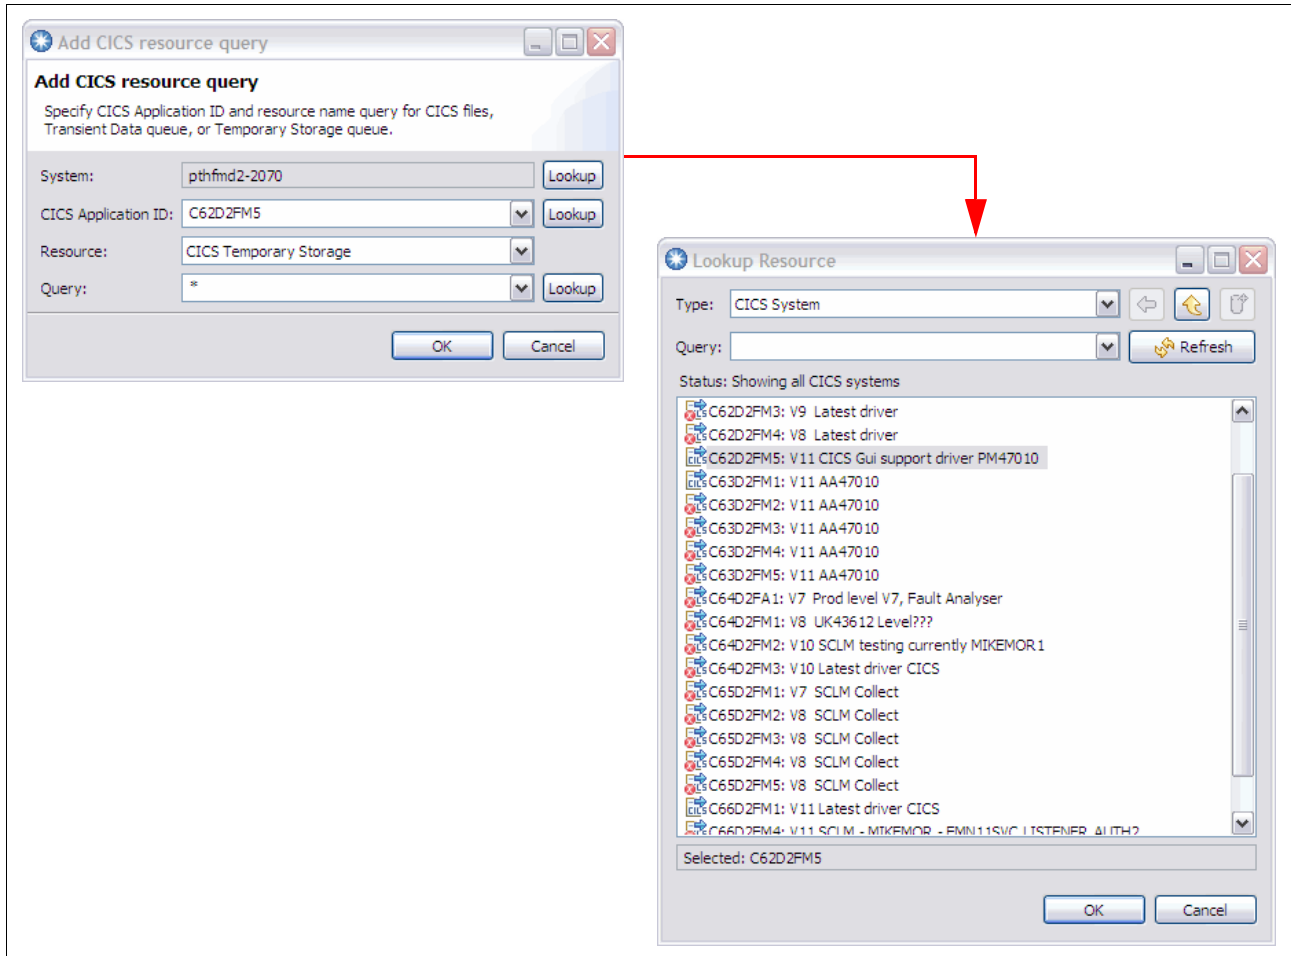 Add CICS resource query
Add CICS resource query
Specify CICS Application ID and resource name query for CICS files,
Transient Data queue, or Temporary Storage queue.
System: pthfmd2-2070 Lookup
CICS Application ID: C62D2FM5 Lookup
Resource: CICS Temporary Storage
Query: * Lookup
OK Cancel
Lookup Resource
Type: CICS System
Query: Refresh
Status: Showing all CICS systems
C62D2FM3: V9 Latest driver
C62D2FM4: V8 Latest driver
C62D2FM5: V11 CICS Gui support driver PM47010
C63D2FM1: V11 AA47010
C63D2FM2: V11 AA47010
C63D2FM3: V11 AA47010
C63D2FM4: V11 AA47010
C63D2FM5: V11 AA47010
C64D2FA1: V7 Prod level V7, Fault Analyser
C64D2FM1: V8 UK43612 Level???
C64D2FM2: V10 SCLM testing currently MIKEMOR1
C64D2FM3: V10 Latest driver CICS
C65D2FM1: V7 SCLM Collect
C65D2FM2: V8 SCLM Collect
C65D2FM3: V8 SCLM Collect
C65D2FM4: V8 SCLM Collect
C65D2FM5: V8 SCLM Collect
C66D2FM1: V11 Latest driver CICS
C66D2FM4: V11 SCLM - MIKEMOR - FMN11SVC LISTENER AUTH2
Selected: C62D2FM5
OK Cancel